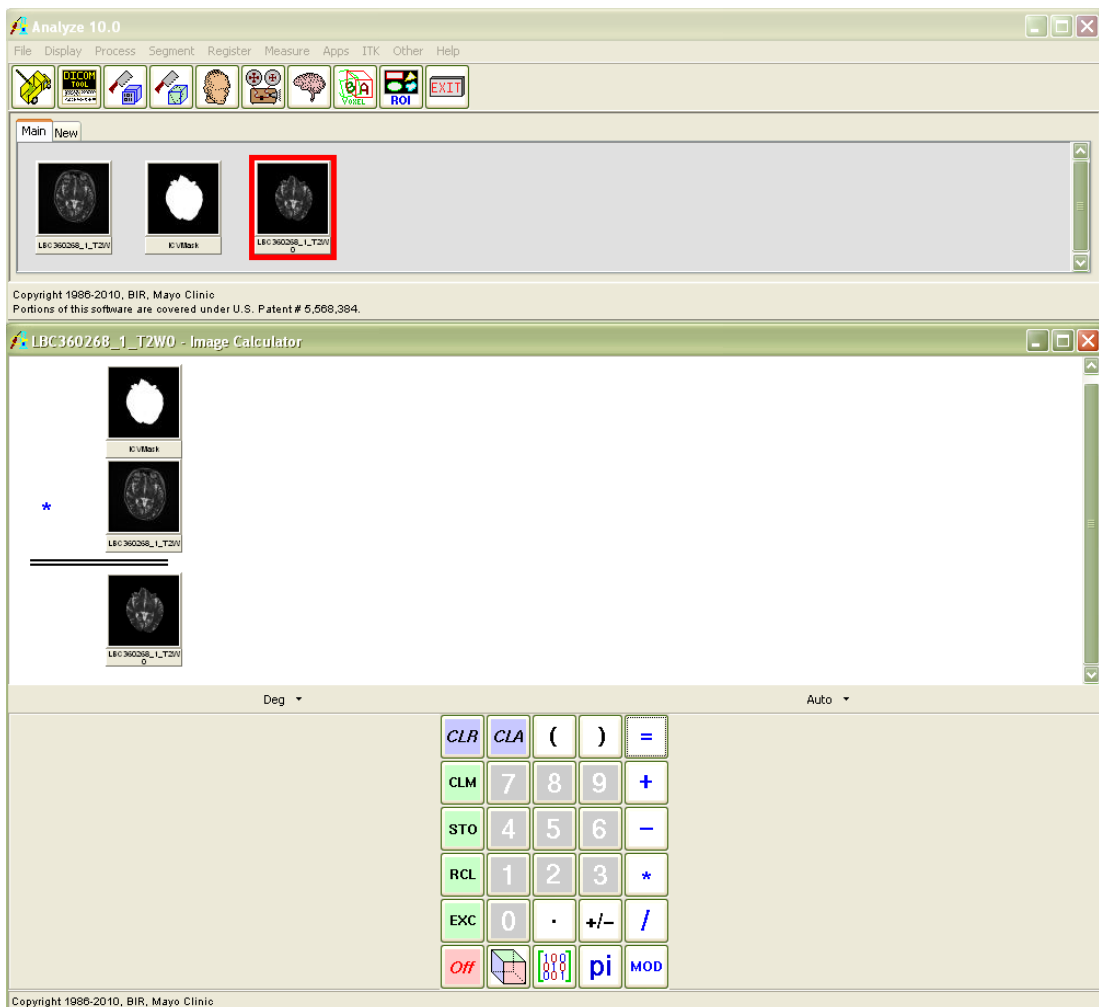 Analyze 10.0
File Display Process Segment Register Measure Apps ITK Other Help
DICOM
TOOL
VOXEL
ROI
EXIT
Main New
LBC360268_1_T2W
ICVMask
LBC360268_1_T2W
0
Copyright 1986-2010, BIR, Mayo Clinic
Portions of this software are covered under U.S. Patent # 5,568,384.
LBC360268_1_T2W0 - Image Calculator
ICVMask
*
LBC360268_1_T2W
LBC360268_1_T2W
0
Deg Auto
CLR CLA ( ) =
CLM 7 8 9 +
STO 4 5 6 −
RCL 1 2 3 *
EXC 0 . +/− /
Off pi MOD
Copyright 1986-2010, BIR, Mayo Clinic